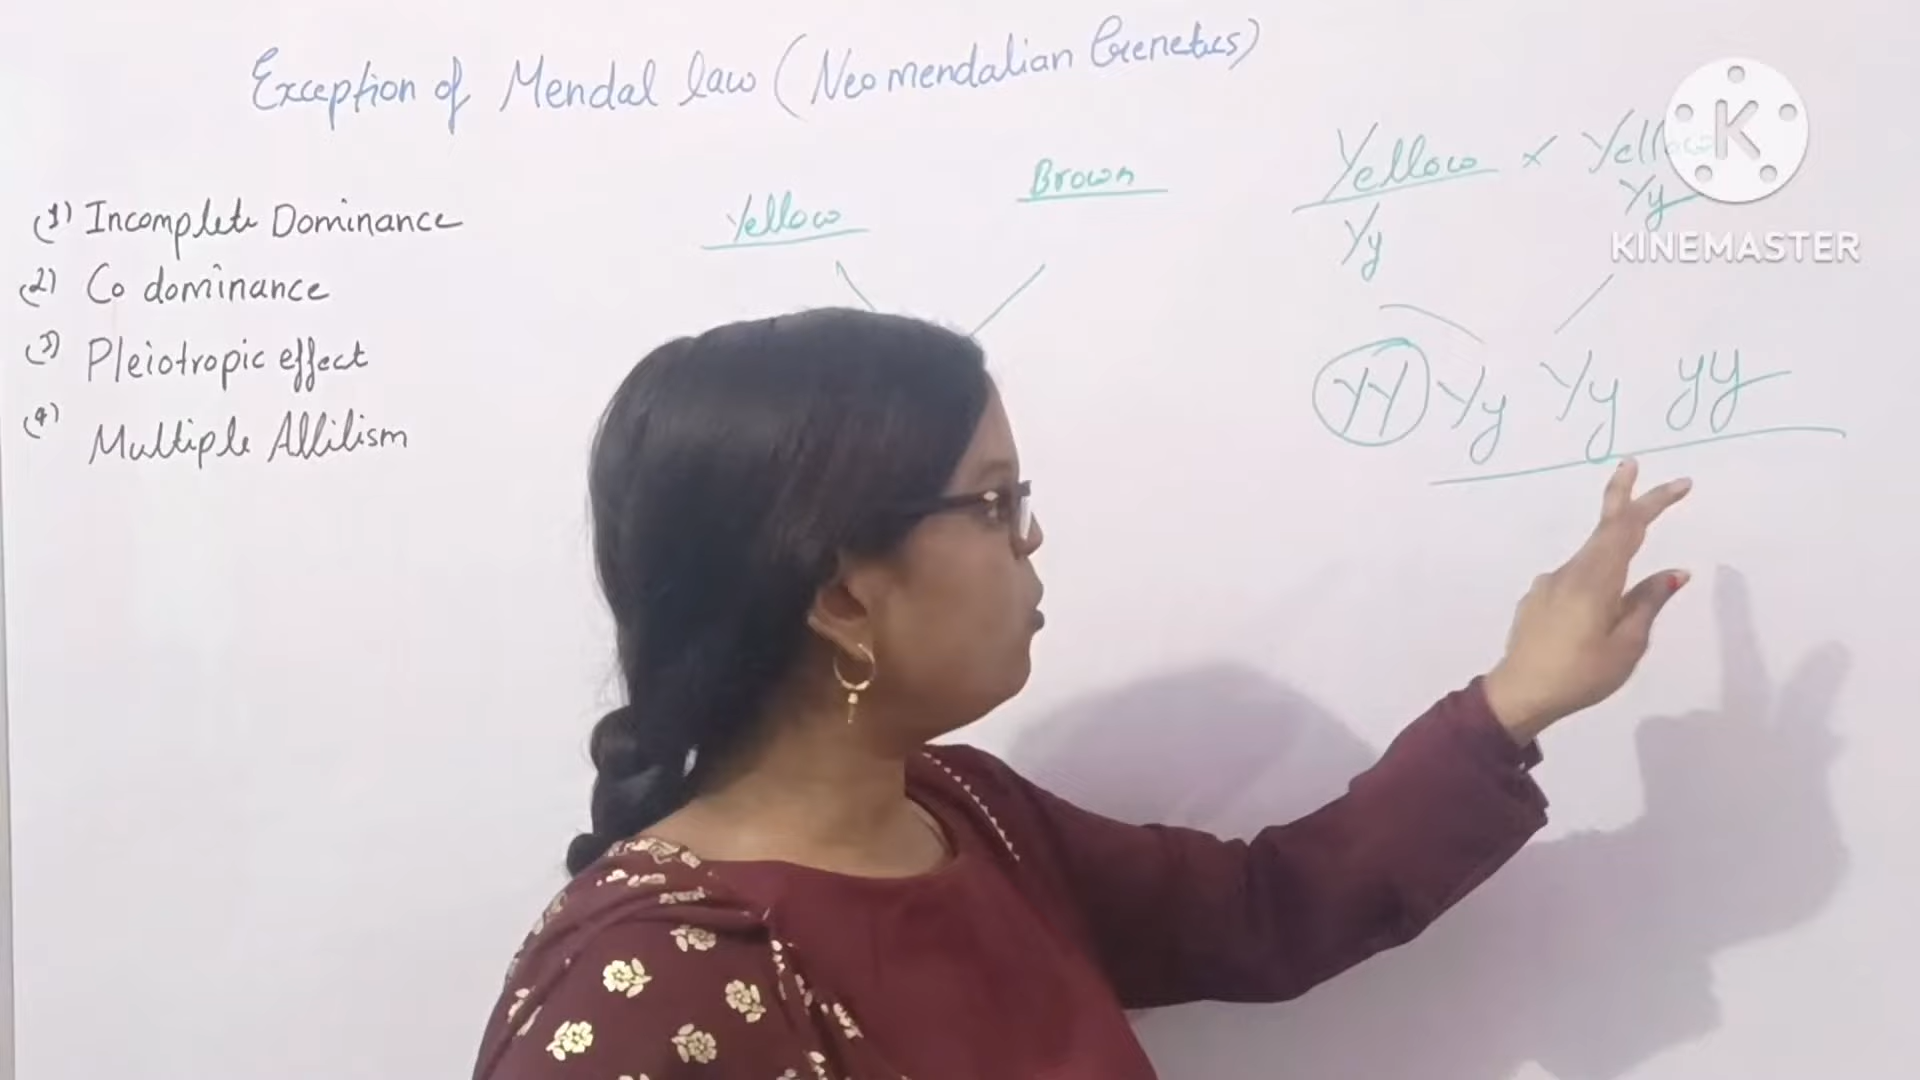 Exception of Mendal law (Neomendalian Genetics)
(1) Incomplete Dominance
(2) Co dominance
(3) Pleiotropic effect
(4) Multiple Allilism
Yellow
Brown
Yellow × Yellow
Yy Yy
K
KINEMASTER
YY Yy Yy yy